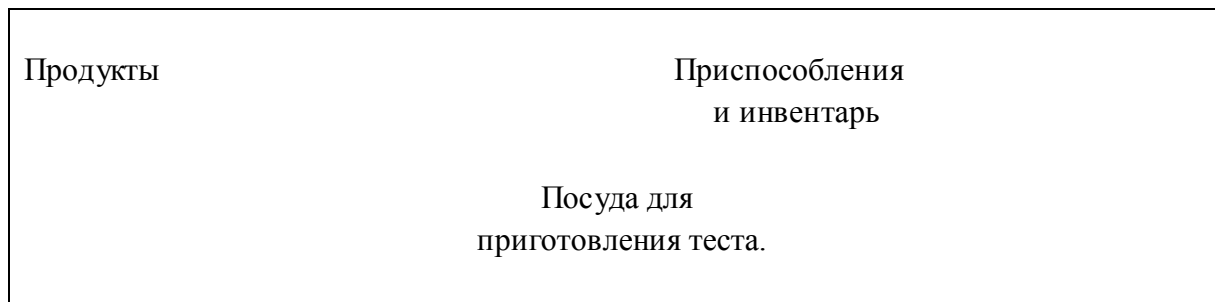 Продукты
Приспособления
и инвентарь
Посуда для
приготовления теста.